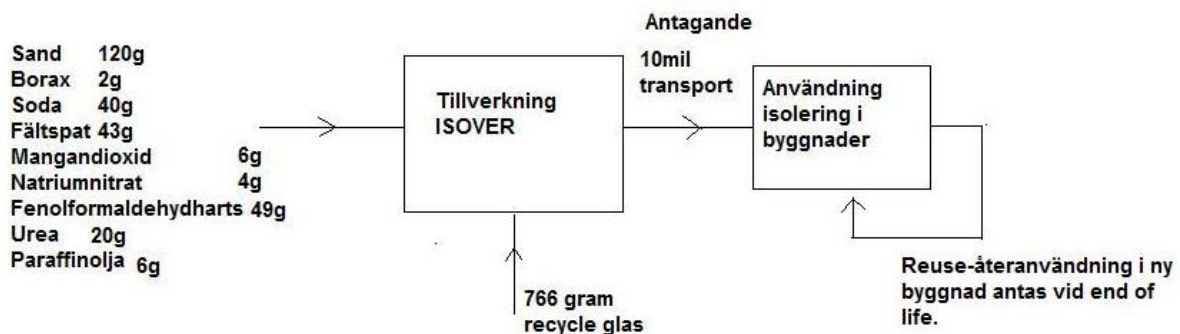 Sand 120g
Borax 2g
Soda 40g
Fältspat 43g
Mangandioxid 6g
Natriumnitrat 4g
Fenolformaldehydharts 49g
Urea 20g
Paraffinolja 6g
Tillverkning
ISOVER
766 gram
recycle glas
Antagande
10mil
transport
Användning
isolering i
byggnader
Reuse-återanvändning i ny
byggnad antas vid end of
life.